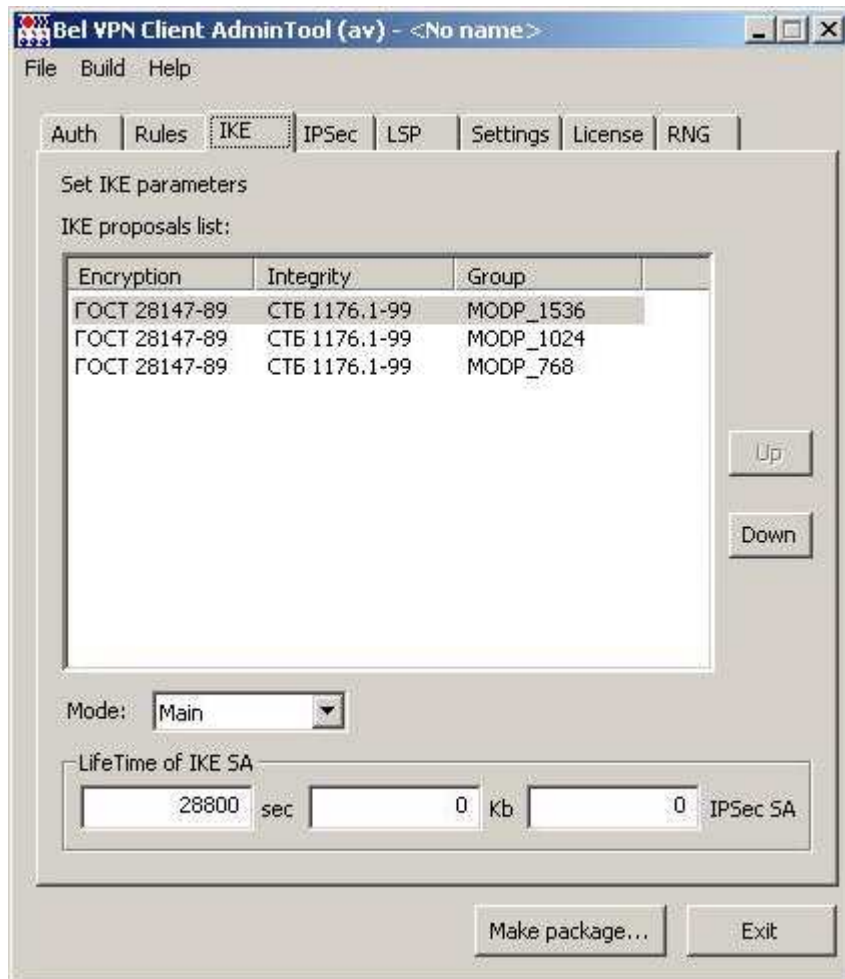 Bel VPN Client AdminTool (av) - <No name>
File Build Help
Auth Rules IKE IPSec LSP Settings License RNG
Set IKE parameters
IKE proposals list:
Encryption Integrity Group
ГОСТ 28147-89 СТБ 1176.1-99 MODP_1536
ГОСТ 28147-89 СТБ 1176.1-99 MODP_1024
ГОСТ 28147-89 СТБ 1176.1-99 MODP_768
Up
Down
Mode: Main
LifeTime of IKE SA
28800 sec 0 Kb 0 IPSec SA
Make package... Exit